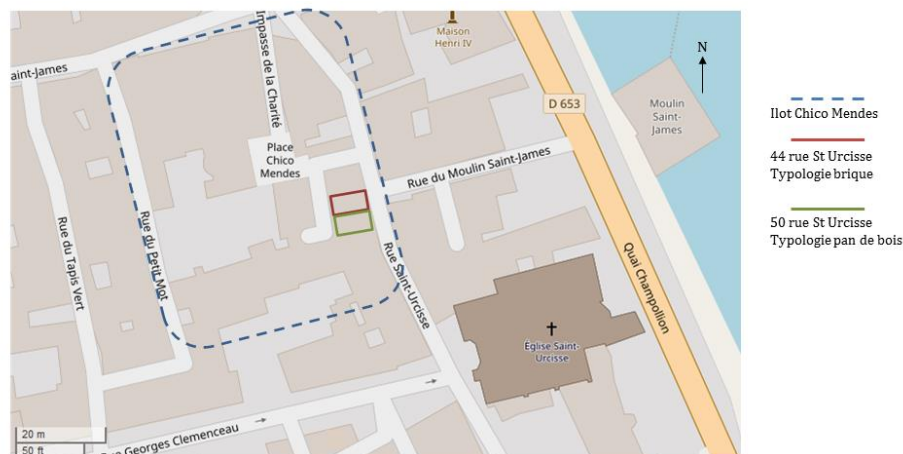 Maison
Henri IV
Impasse de la Charité
aint-James
N
D 653
Moulin
Saint-
James
Place
Chico
Mendes
Rue du Moulin Saint-James
Rue du Tapis Vert
Rue du Petit Mot
Rue Saint-Urcisse
Quai Champollion
Église Saint-
Urcisse
20 m
50 ft
Rue Georges Clemenceau
Ilot Chico Mendes
44 rue St Urcisse
Typologie brique
50 rue St Urcisse
Typologie pan de bois